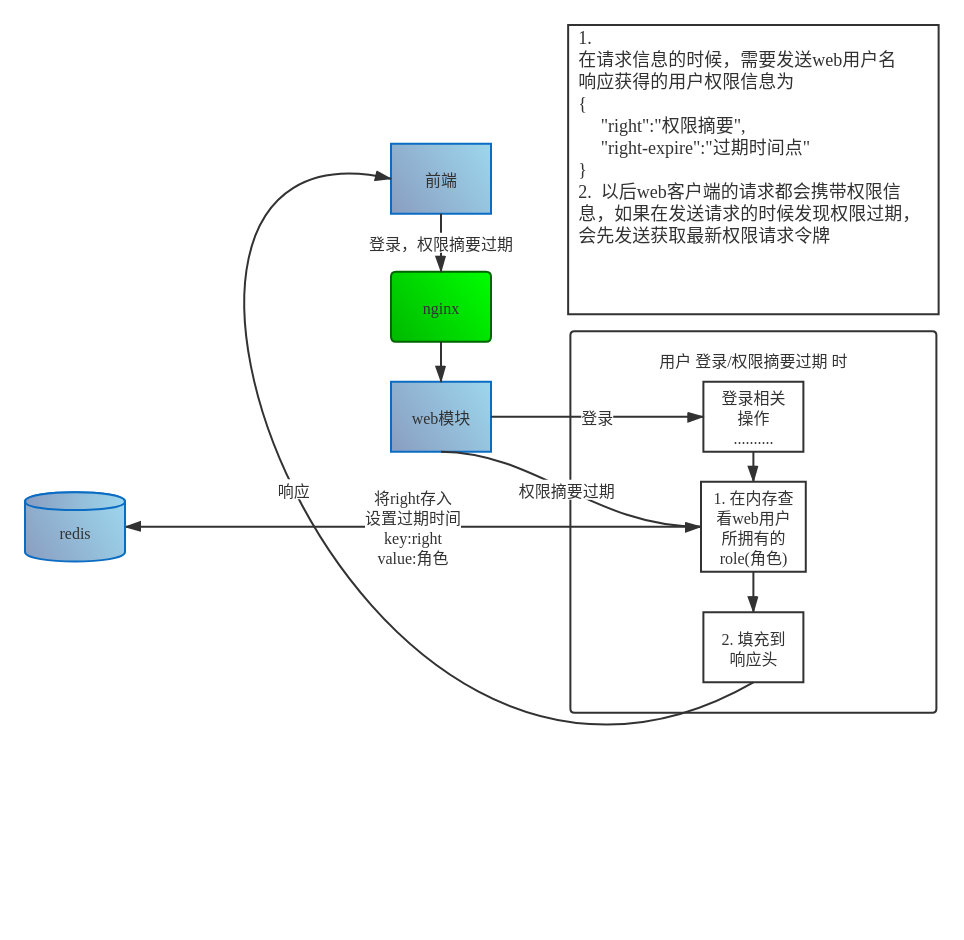 1.
在请求信息的时候，需要发送web用户名
响应获得的用户权限信息为
{
"right":"权限摘要",
"right-expire":"过期时间点"
}
2.  以后web客户端的请求都会携带权限信
息，如果在发送请求的时候发现权限过期，
会先发送获取最新权限请求令牌
前端
登录，权限摘要过期
nginx
web模块
用户 登录/权限摘要过期 时
登录
登录相关
操作
..........
权限摘要过期
1. 在内存查
看web用户
所拥有的
role(角色)
响应
将right存入
设置过期时间
key:right
value:角色
redis
2. 填充到
响应头